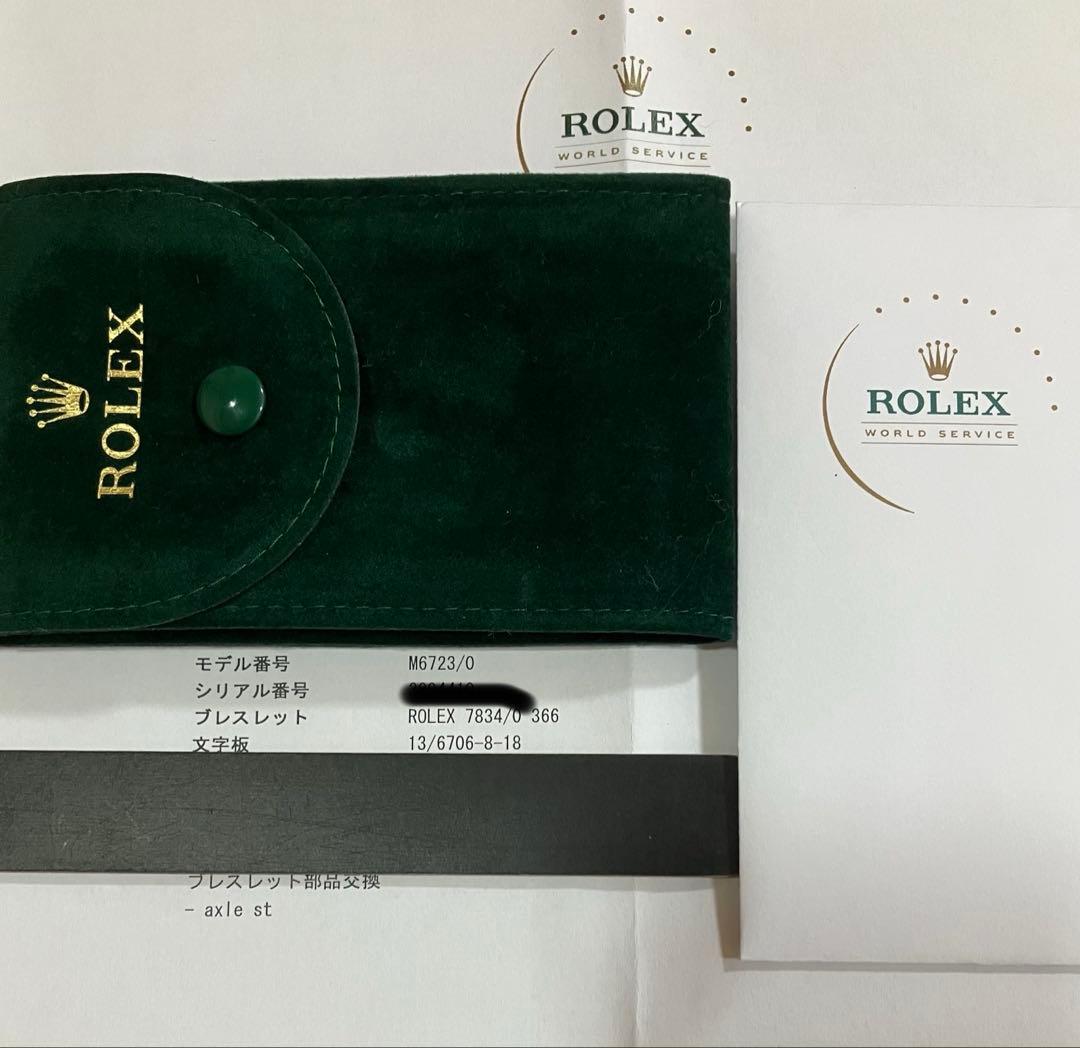 ROLEX
WORLD SERVICE
ROLEX
ROLEX
WORLD SERVICE
モデル番号 M6723/0
シリアル番号
ブレスレット ROLEX 7834/0 366
文字板 13/6706-8-18
ブレスレット部品交換
- axle st